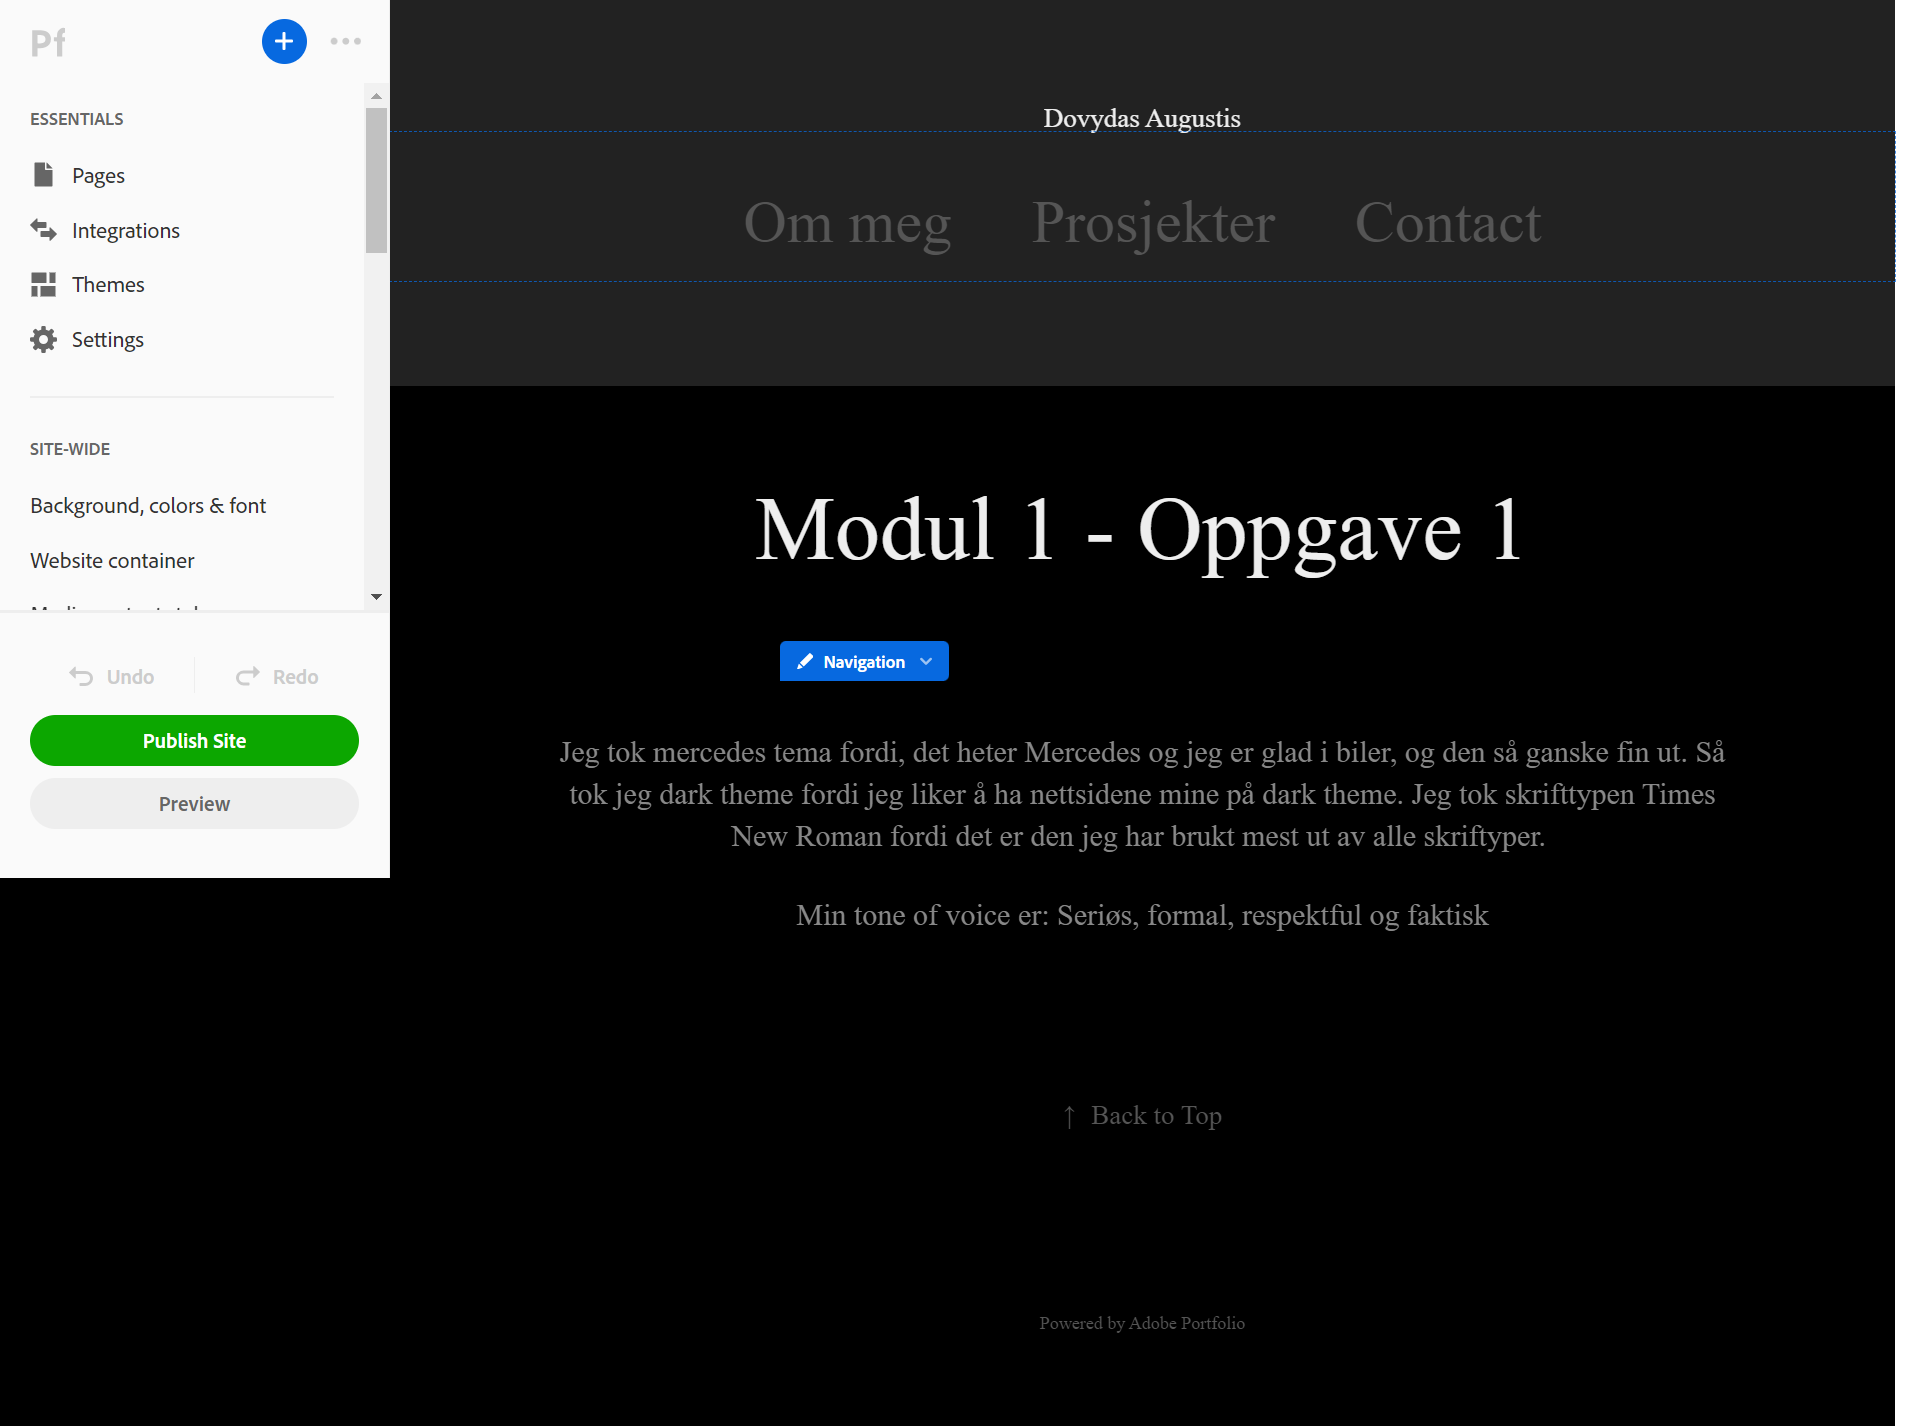 Pf
ESSENTIALS
Pages
Integrations
Themes
Settings
SITE-WIDE
Background, colors & font
Website container
Undo
Redo
Publish Site
Preview
Dovydas Augustis
Om meg Prosjekter Contact
Modul 1 - Oppgave 1
Navigation
Jeg tok mercedes tema fordi, det heter Mercedes og jeg er glad i biler, og den så ganske fin ut. Så
tok jeg dark theme fordi jeg liker å ha nettsidene mine på dark theme. Jeg tok skrifttypen Times
New Roman fordi det er den jeg har brukt mest ut av alle skriftyper.
Min tone of voice er: Seriøs, formal, respektful og faktisk
↑ Back to Top
Powered by Adobe Portfolio